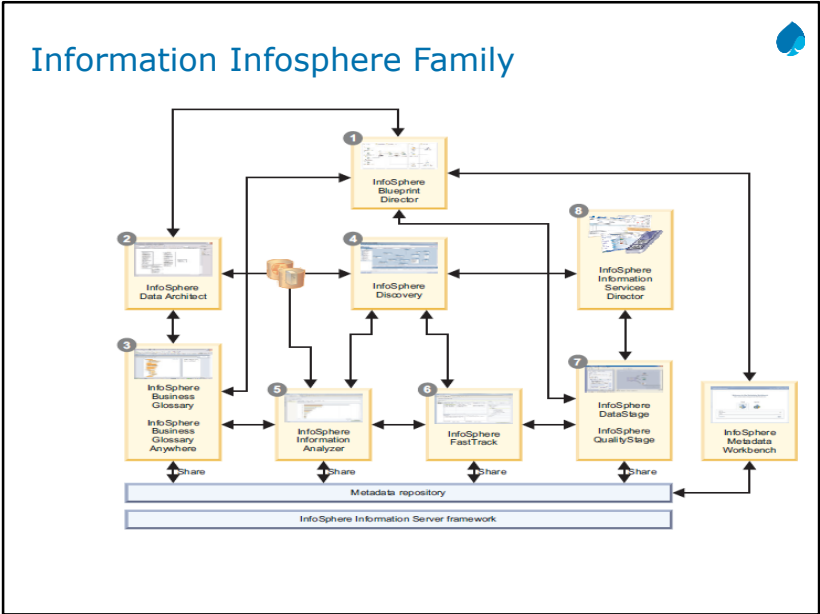 Information Infosphere Family
1
InfoSphere
Blueprint
Director
2
InfoSphere
Data Architect
4
InfoSphere
Discovery
8
InfoSphere
Information
Services
Director
3
InfoSphere
Business
Glossary
InfoSphere
Business
Glossary
Anywhere
5
InfoSphere
Information
Analyzer
6
InfoSphere
FastTrack
7
InfoSphere
DataStage
InfoSphere
QualityStage
InfoSphere
Metadata
Workbench
Share
Share
Share
Share
Metadata repository
InfoSphere Information Server framework